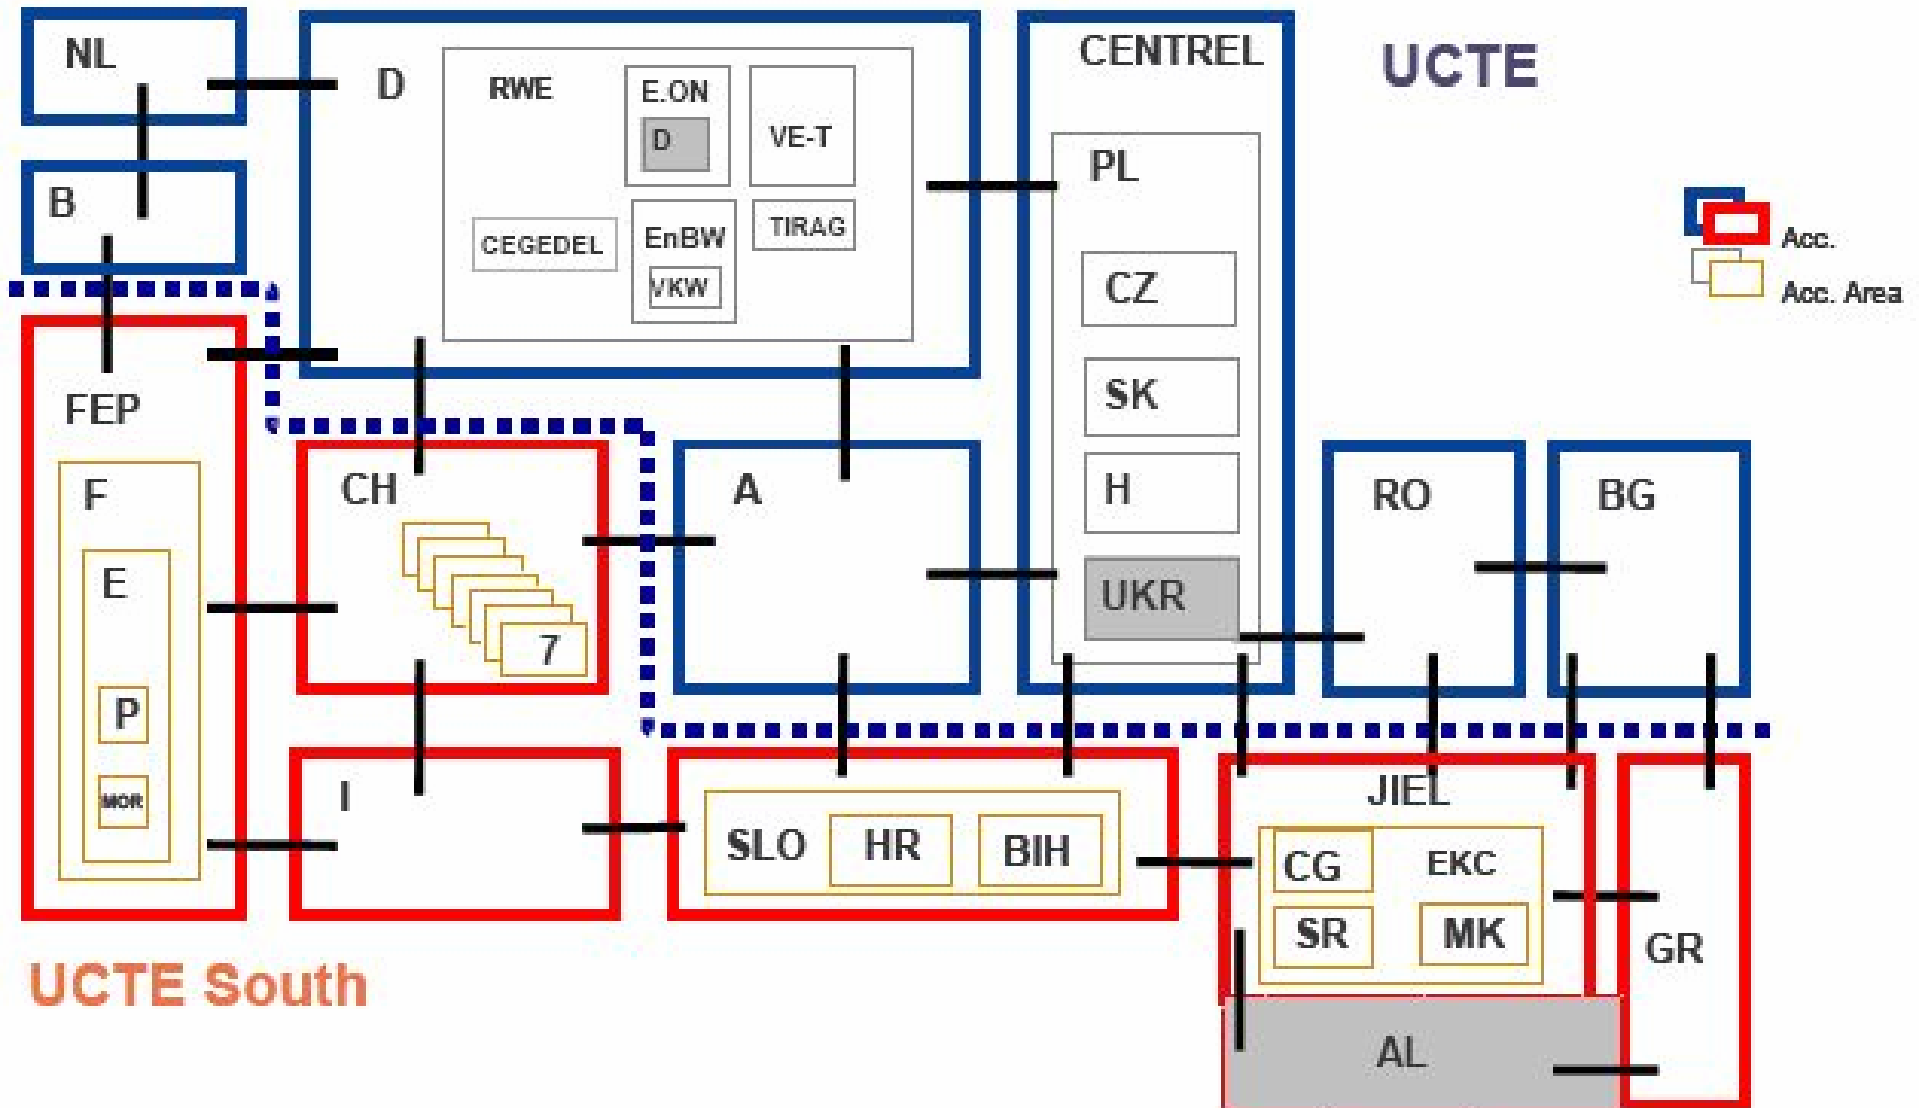 NL
D
RWE
E.ON
D
VE-T
CEGEDEL
EnBW
VKW
TIRAG
CENTREL
PL
CZ
SK
H
UKR
UCTE
Acc.
Acc. Area
B
FEP
F
E
P
MOR
CH
7
A
RO
BG
I
SLO
HR
BIH
JIEL
CG
EKC
SR
MK
GR
AL
UCTE South